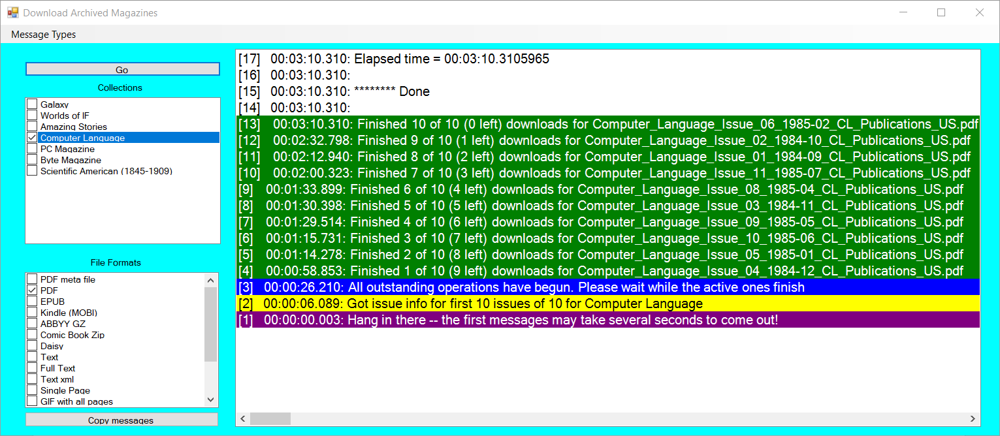 Download Archived Magazines
Message Types
Go
Collections
Galaxy
Worlds of IF
Amazing Stories
Computer Language
PC Magazine
Byte Magazine
Scientific American (1845-1909)
File Formats
PDF meta file
PDF
EPUB
Kindle (MOBI)
ABBYY GZ
Comic Book Zip
Daisy
Text
Full Text
Text xml
Single Page
GIF with all pages
Copy messages
[17] 00:03:10.310: Elapsed time = 00:03:10.3105965
[16] 00:03:10.310:
[15] 00:03:10.310: ******** Done
[14] 00:03:10.310:
[13] 00:03:10.310: Finished 10 of 10 (0 left) downloads for Computer_Language_Issue_06_1985-02_CL_Publications_US.pdf
[12] 00:02:32.798: Finished 9 of 10 (1 left) downloads for Computer_Language_Issue_02_1984-10_CL_Publications_US.pdf
[11] 00:02:12.940: Finished 8 of 10 (2 left) downloads for Computer_Language_Issue_01_1984-09_CL_Publications_US.pdf
[10] 00:02:00.323: Finished 7 of 10 (3 left) downloads for Computer_Language_Issue_11_1985-07_CL_Publications_US.pdf
[9] 00:01:33.899: Finished 6 of 10 (4 left) downloads for Computer_Language_Issue_08_1985-04_CL_Publications_US.pdf
[8] 00:01:30.398: Finished 5 of 10 (5 left) downloads for Computer_Language_Issue_03_1984-11_CL_Publications_US.pdf
[7] 00:01:29.514: Finished 4 of 10 (6 left) downloads for Computer_Language_Issue_09_1985-05_CL_Publications_US.pdf
[6] 00:01:15.731: Finished 3 of 10 (7 left) downloads for Computer_Language_Issue_10_1985-06_CL_Publications_US.pdf
[5] 00:01:14.278: Finished 2 of 10 (8 left) downloads for Computer_Language_Issue_05_1985-01_CL_Publications_US.pdf
[4] 00:00:58.853: Finished 1 of 10 (9 left) downloads for Computer_Language_Issue_04_1984-12_CL_Publications_US.pdf
[3] 00:00:26.210: All outstanding operations have begun. Please wait while the active ones finish
[2] 00:00:06.089: Got issue info for first 10 issues of 10 for Computer Language
[1] 00:00:00.003: Hang in there -- the first messages may take several seconds to come out!